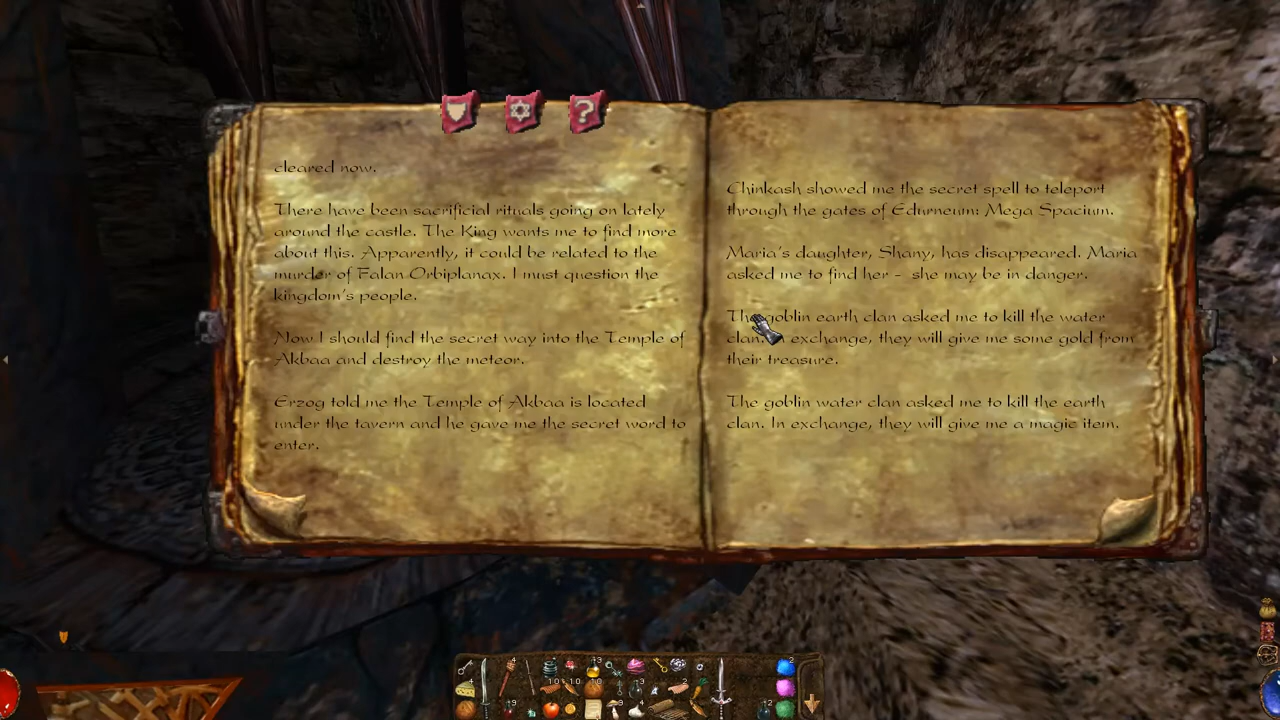 cleared now.
There have been sacrificial rituals going on lately
around the castle. The King wants me to find more
about this. Apparently, it could be related to the
murder of Falan Orbiplanax. I must question the
kingdom's people.
Now I should find the secret way into the Temple of
Akbaa and destroy the meteor.
Erzog told me the Temple of Akbaa is located
under the tavern and he gave me the secret word to
enter.
Chinkash showed me the secret spell to teleport
through the gates of Edurneum: Mega Spacium.
Maria's daughter, Shany, has disappeared. Maria
asked me to find her - she may be in danger.
The goblin earth clan asked me to kill the water
clan. In exchange, they will give me some gold from
their treasure.
The goblin water clan asked me to kill the earth
clan. In exchange, they will give me a magic item.